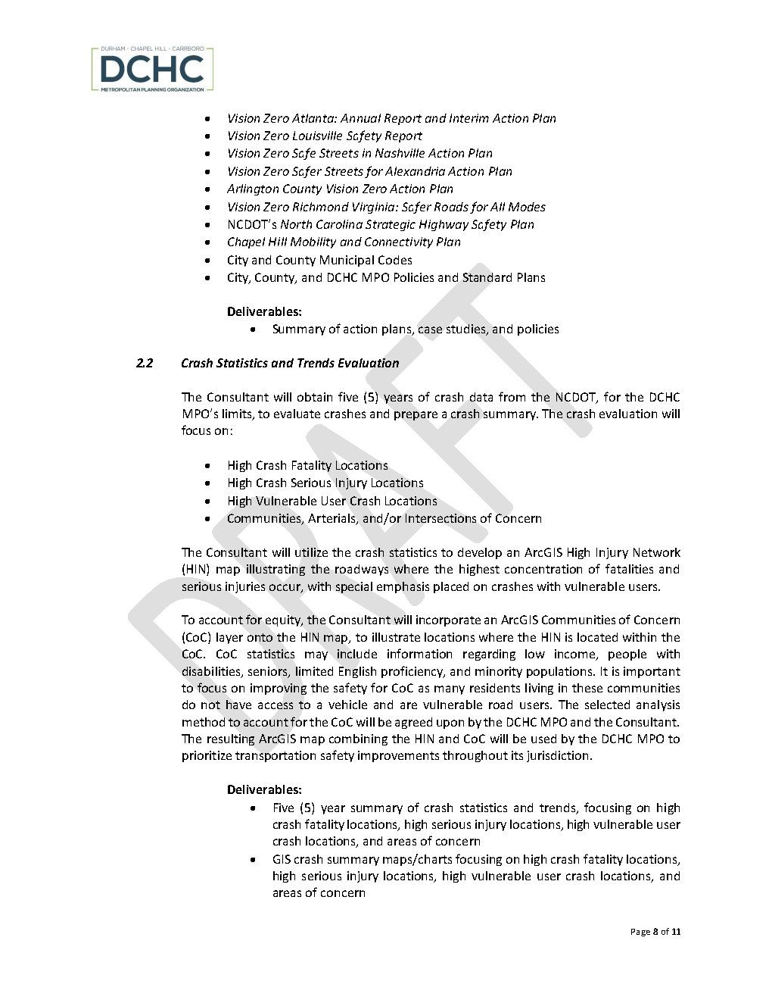 DURHAM • CHAPEL HILL • CARRBORO
DCHC
METROPOLITAN PLANNING ORGANIZATION
• Vision Zero Atlanta: Annual Report and Interim Action Plan
• Vision Zero Louisville Safety Report
• Vision Zero Safe Streets in Nashville Action Plan
• Vision Zero Safer Streets for Alexandria Action Plan
• Arlington County Vision Zero Action Plan
• Vision Zero Richmond Virginia: Safer Roads for All Modes
• NCDOT's North Carolina Strategic Highway Safety Plan
• Chapel Hill Mobility and Connectivity Plan
• City and County Municipal Codes
• City, County, and DCHC MPO Policies and Standard Plans
Deliverables:
• Summary of action plans, case studies, and policies
2.2 Crash Statistics and Trends Evaluation
The Consultant will obtain five (5) years of crash data from the NCDOT, for the DCHC
MPO's limits, to evaluate crashes and prepare a crash summary. The crash evaluation will
focus on:
• High Crash Fatality Locations
• High Crash Serious Injury Locations
• High Vulnerable User Crash Locations
• Communities, Arterials, and/or Intersections of Concern
The Consultant will utilize the crash statistics to develop an ArcGIS High Injury Network
(HIN) map illustrating the roadways where the highest concentration of fatalities and
serious injuries occur, with special emphasis placed on crashes with vulnerable users.
To account for equity, the Consultant will incorporate an ArcGIS Communities of Concern
(CoC) layer onto the HIN map, to illustrate locations where the HIN is located within the
CoC. CoC statistics may include information regarding low income, people with
disabilities, seniors, limited English proficiency, and minority populations. It is important
to focus on improving the safety for CoC as many residents living in these communities
do not have access to a vehicle and are vulnerable road users. The selected analysis
method to account for the CoC will be agreed upon by the DCHC MPO and the Consultant.
The resulting ArcGIS map combining the HIN and CoC will be used by the DCHC MPO to
prioritize transportation safety improvements throughout its jurisdiction.
Deliverables:
• Five (5) year summary of crash statistics and trends, focusing on high
crash fatality locations, high serious injury locations, high vulnerable user
crash locations, and areas of concern
• GIS crash summary maps/charts focusing on high crash fatality locations,
high serious injury locations, high vulnerable user crash locations, and
areas of concern
DRAFT
Page 8 of 11